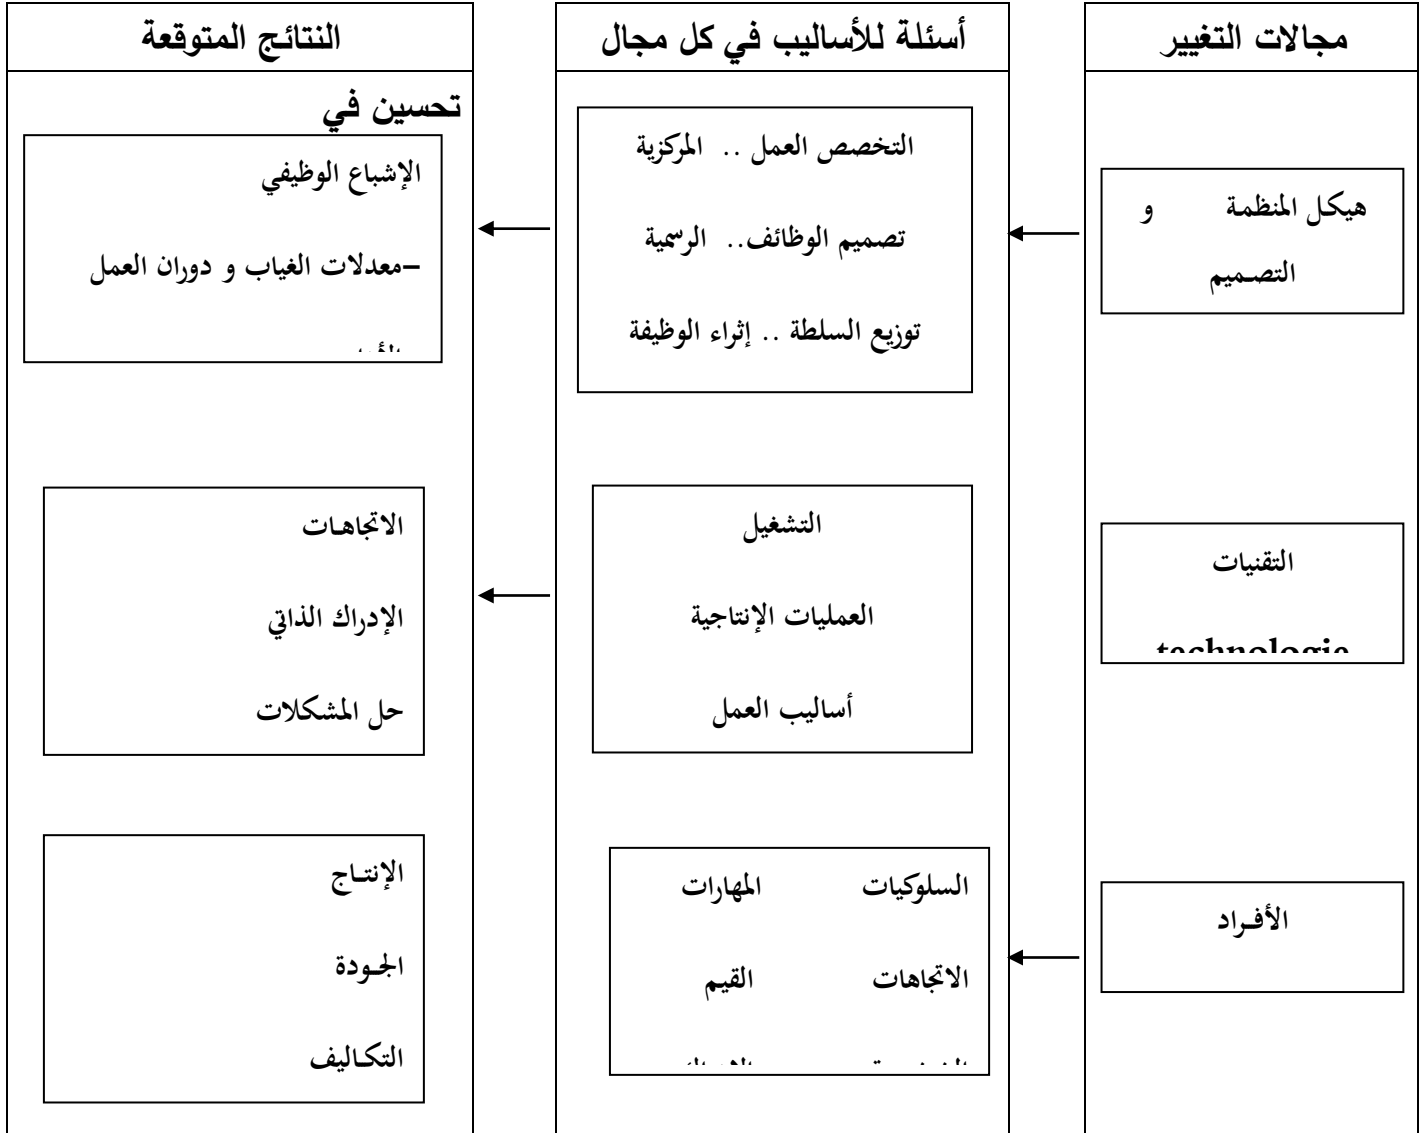 مجالات التغيير
هيكل المنظمة و
التصميم
التقنيات
technologie
الأفراد
أسئلة للأساليب في كل مجال
التخصص العمل .. المركزية
تصميم الوظائف.. الرسمية
توزيع السلطة .. إثراء الوظيفة
التشغيل
العمليات الإنتاجية
أساليب العمل
السلوكيات المهارات
الاتجاهات القيم
النتائج المتوقعة
تحسين في
الإشباع الوظيفي
–معدلات الغياب و دوران العمل
الاتجاهات
الإدراك الذاتي
حل المشكلات
الإنتاج
الجودة
التكاليف